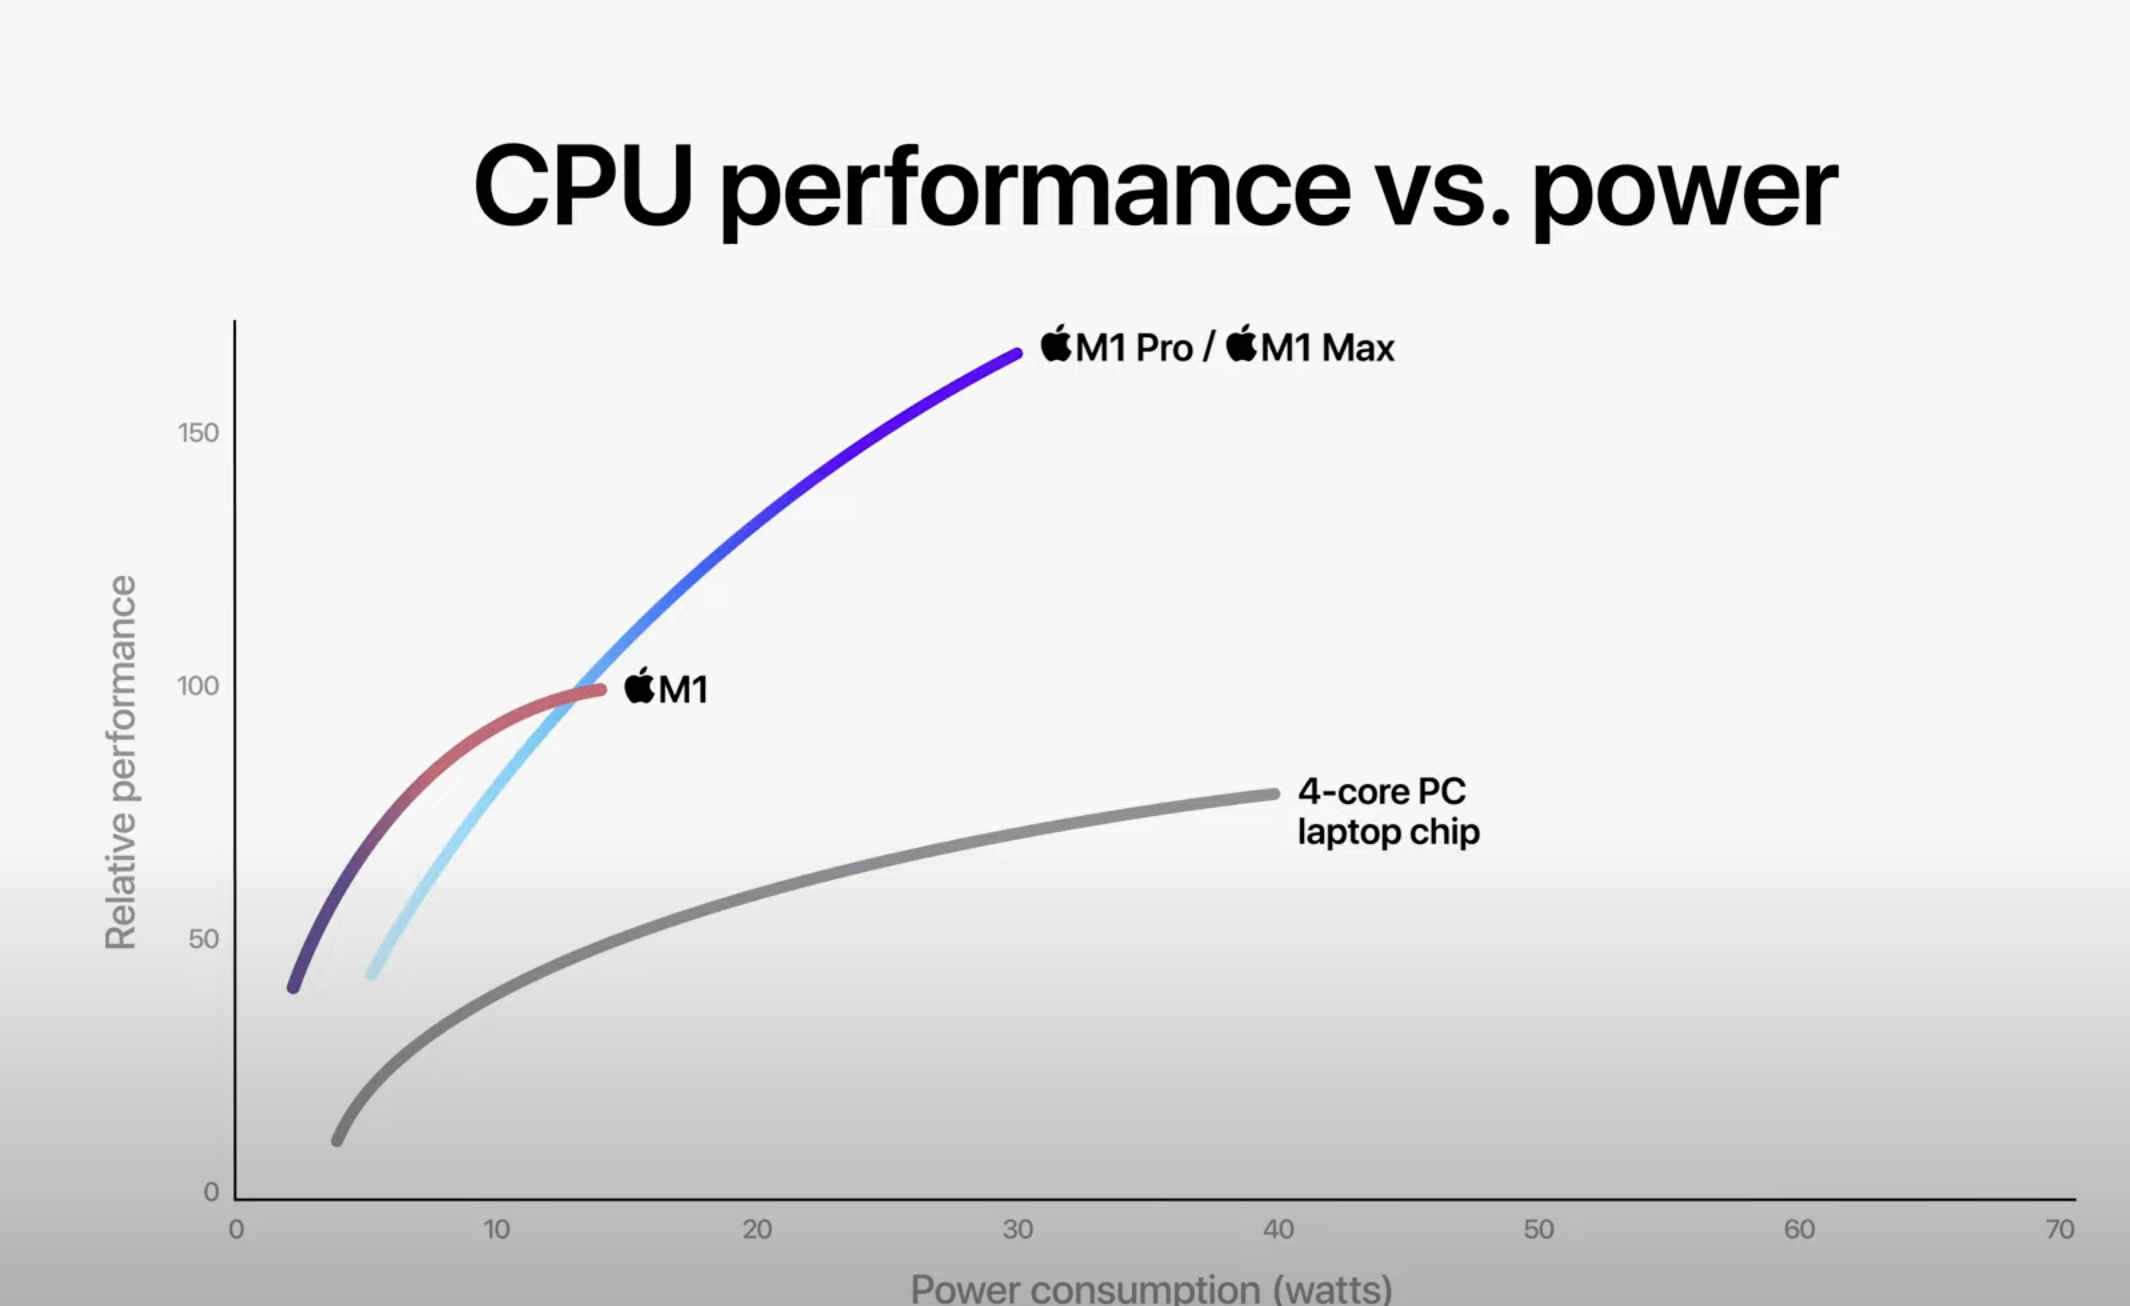 CPU performance vs. power
M1 Pro / M1 Max
150
Relative performance
100
M1
4-core PC
laptop chip
50
0
0 10 20 30 40 50 60 70
Power consumption (watts)